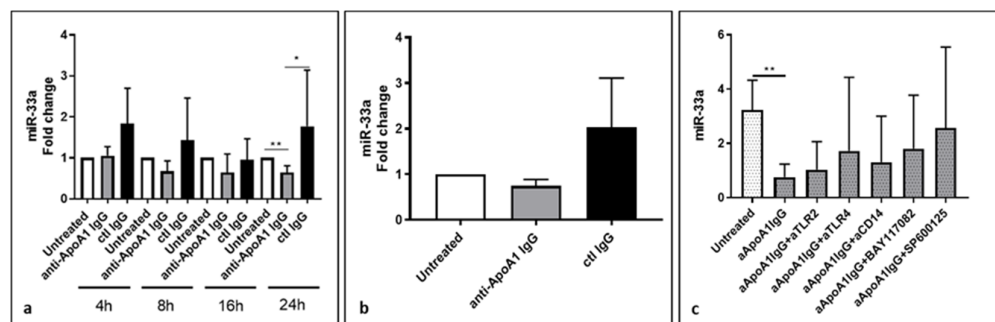 miR-33a
Fold change
4
3
2
1
0
*
**
Untreated
anti-ApoA1 IgG
ctl IgG
Untreated
anti-ApoA1 IgG
ctl IgG
Untreated
anti-ApoA1 IgG
ctl IgG
Untreated
anti-ApoA1 IgG
ctl IgG
4h
8h
16h
24h
a
miR-33a
Fold change
4
3
2
1
0
Untreated
anti-ApoA1 IgG
ctl IgG
b
miR-33a
6
4
2
0
**
Untreated
aApoA1IgG
aApoA1IgG+aTLR2
aApoA1IgG+aTLR4
aApoA1IgG+aCD14
aApoA1IgG+BAY117082
aApoA1IgG+SP600125
c